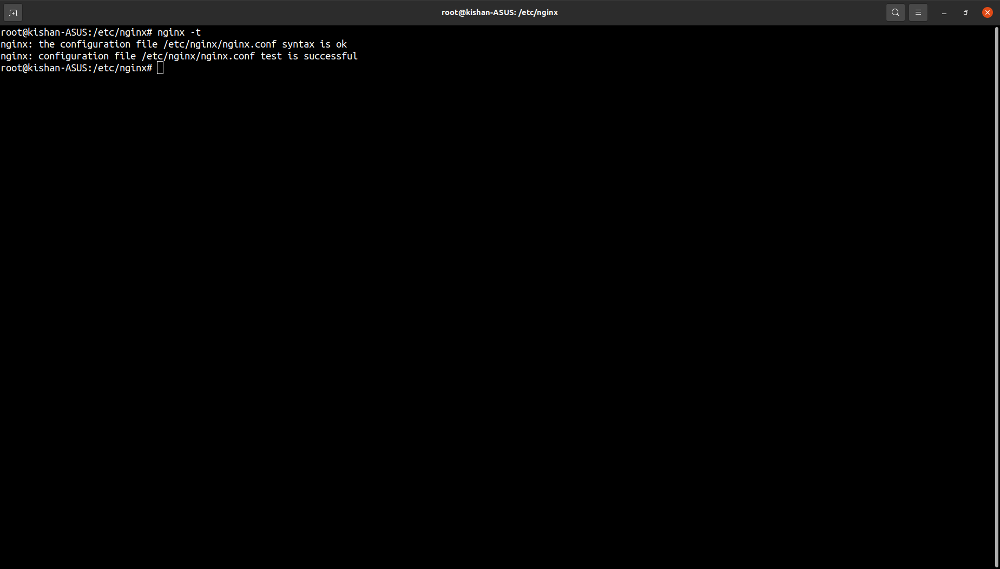 root@kishan-ASUS: /etc/nginx
root@kishan-ASUS:/etc/nginx# nginx -t
nginx: the configuration file /etc/nginx/nginx.conf syntax is ok
nginx: configuration file /etc/nginx/nginx.conf test is successful
root@kishan-ASUS:/etc/nginx#